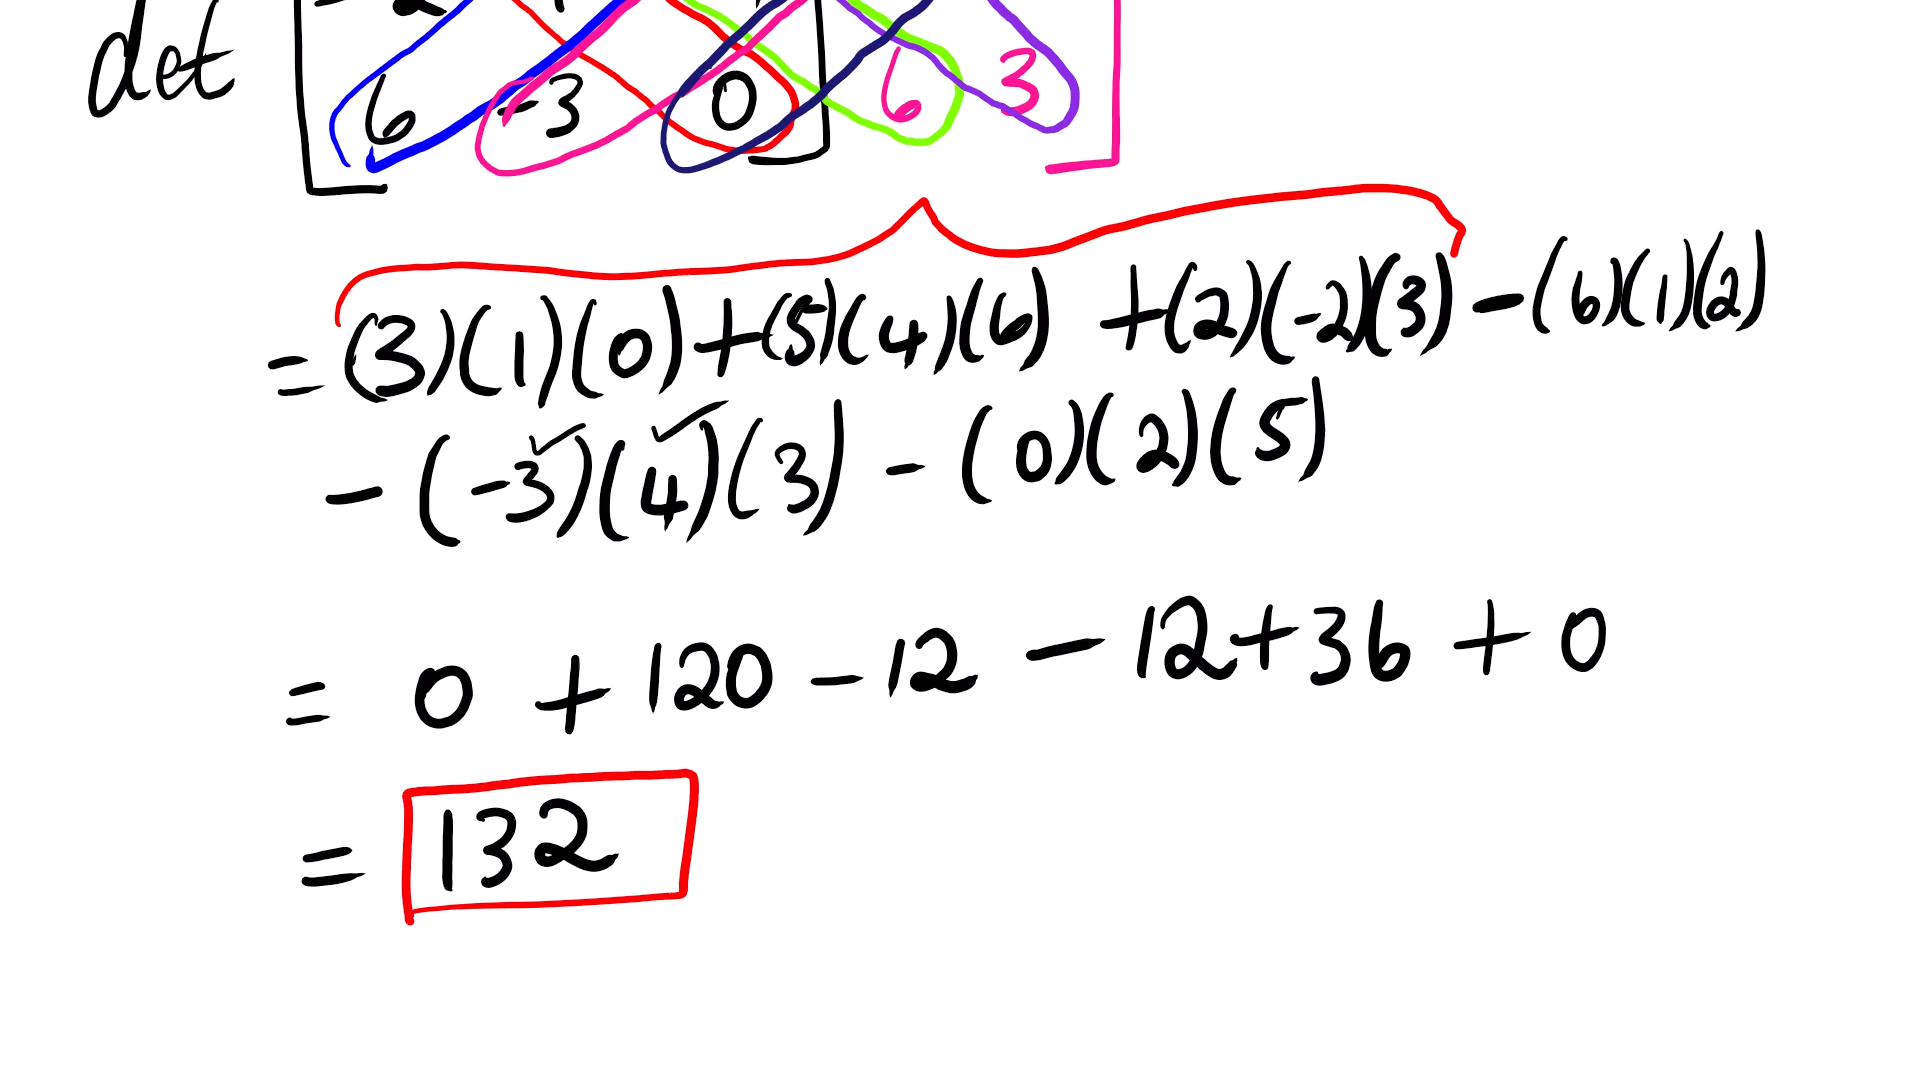 det
6 -3 0 6 3
= (3)(1)(0)+(5)(4)(6) +(2)(-2)(3) - (6)(1)(2)
- (-3)(4)(3) - (0)(2)(5)
= 0 + 120 - 12 - 12 + 36 + 0
= 132